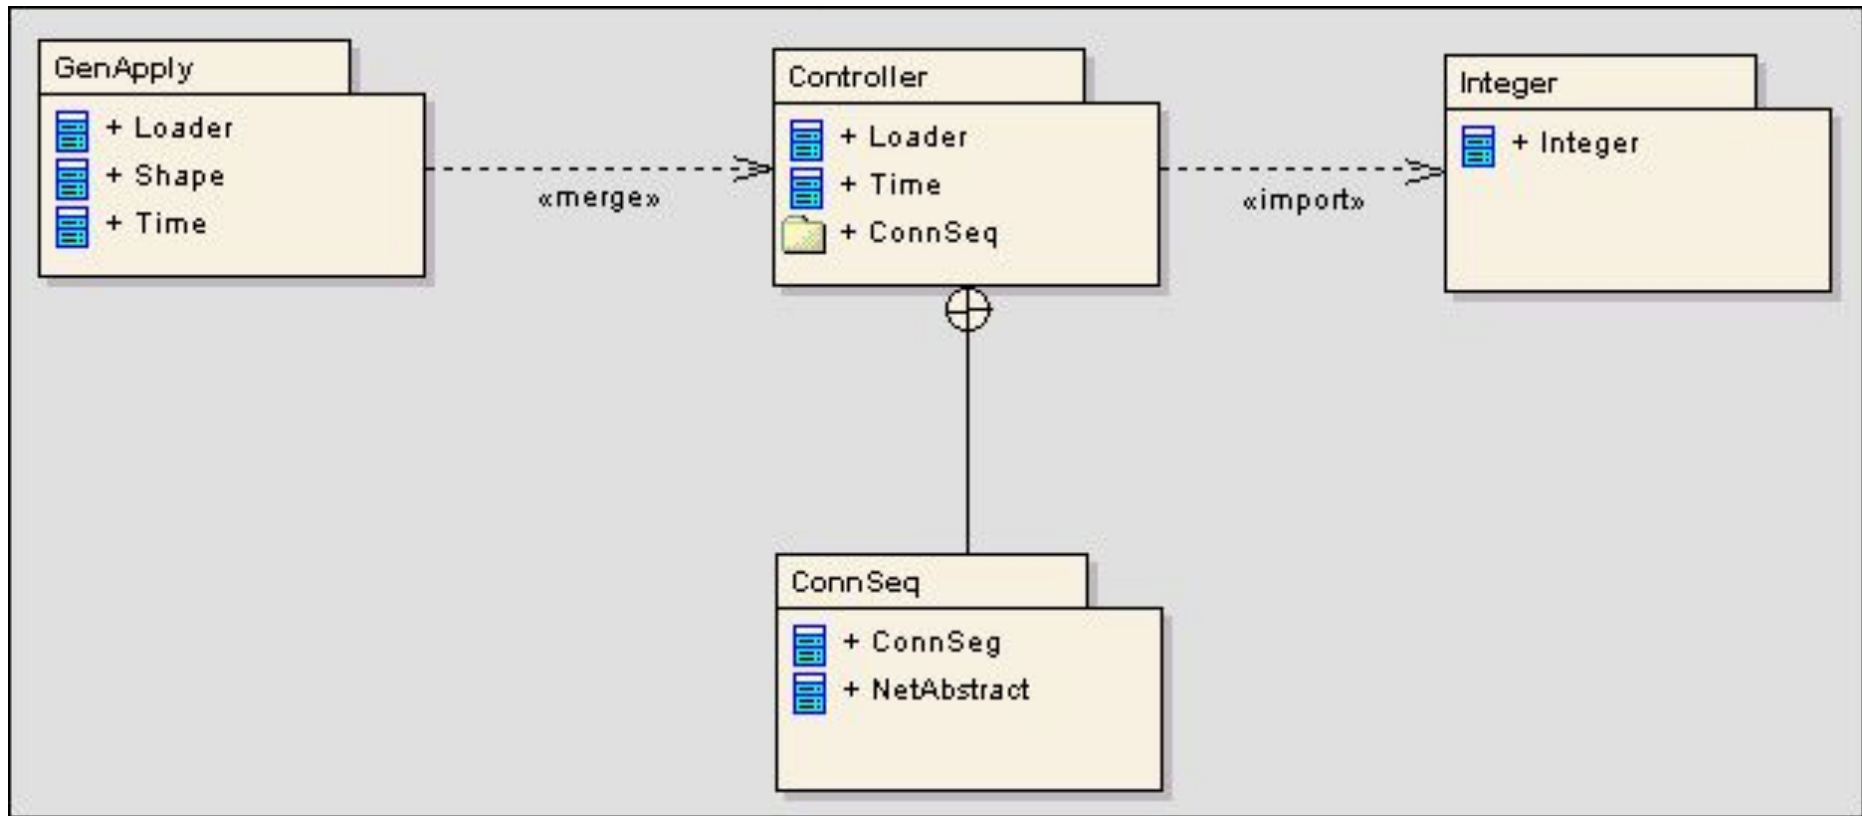 GenApply
+ Loader
+ Shape
+ Time
«merge»
Controller
+ Loader
+ Time
+ ConnSeq
«import»
Integer
+ Integer
ConnSeq
+ ConnSeg
+ NetAbstract